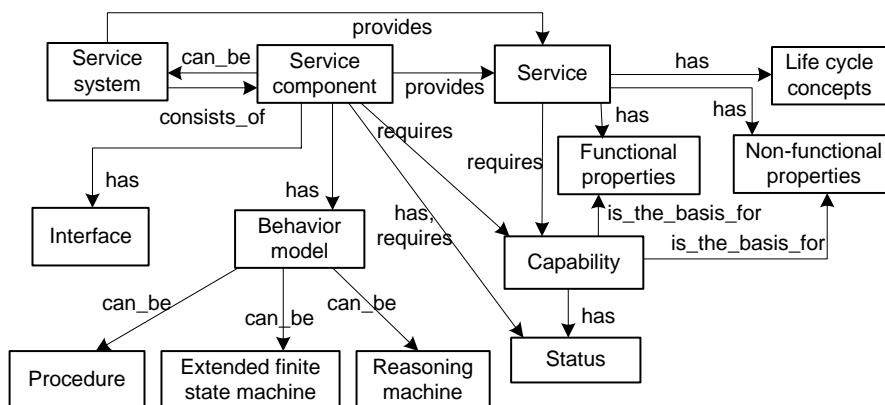 provides
Service
system
can_be
consists_of
Service
component
provides
Service
has
Life cycle
concepts
has
has
requires
requires
Functional
properties
Non-functional
properties
has
Interface
has
Behavior
model
has,
requires
is_the_basis_for
is_the_basis_for
Capability
can_be
can_be
can_be
has
Procedure
Extended finite
state machine
Reasoning
machine
Status